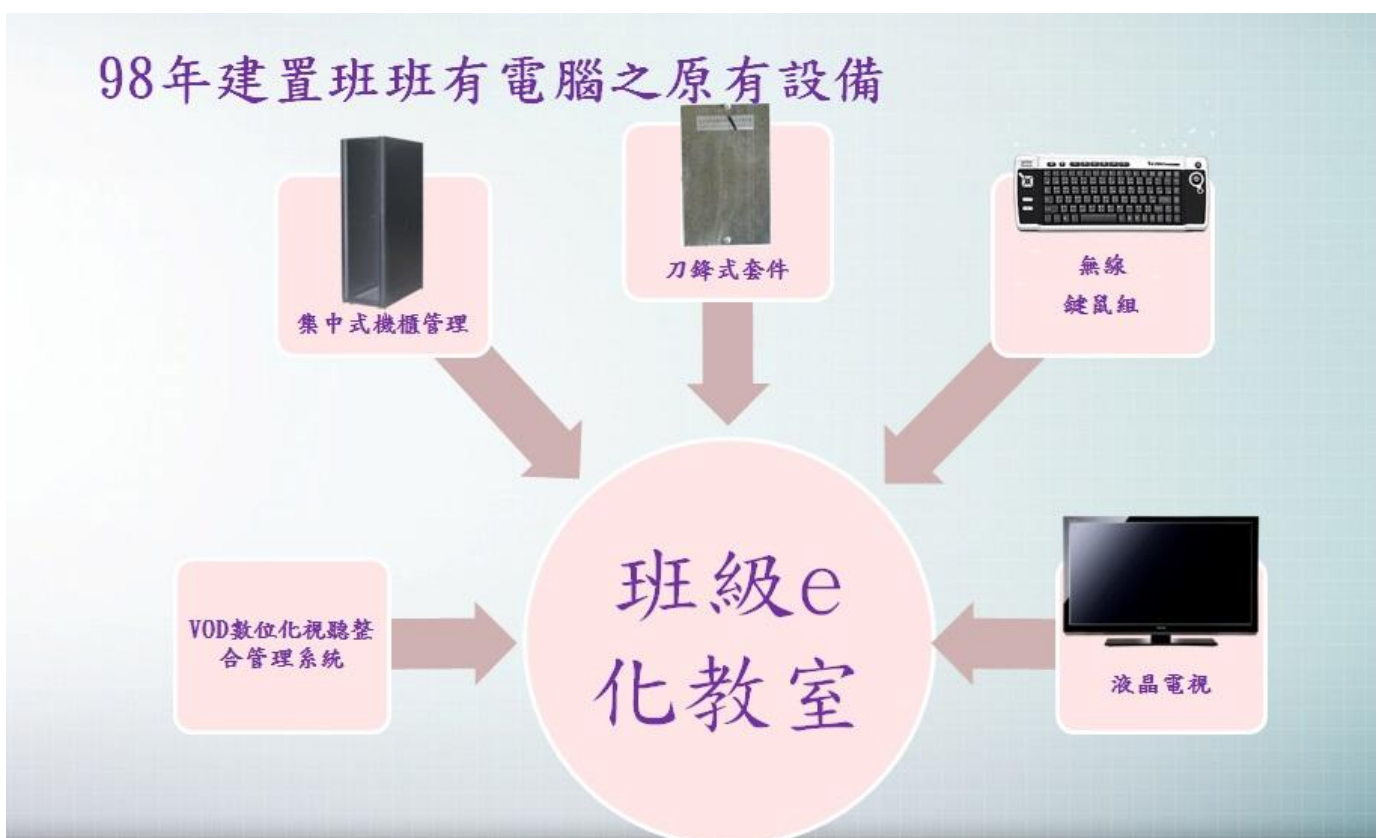 98年建置班班有電腦之原有設備
集中式機櫃管理
刀鋒式套件
無線
鍵鼠組
VOD數位化視聽整
合管理系統
班級e
化教室
液晶電視